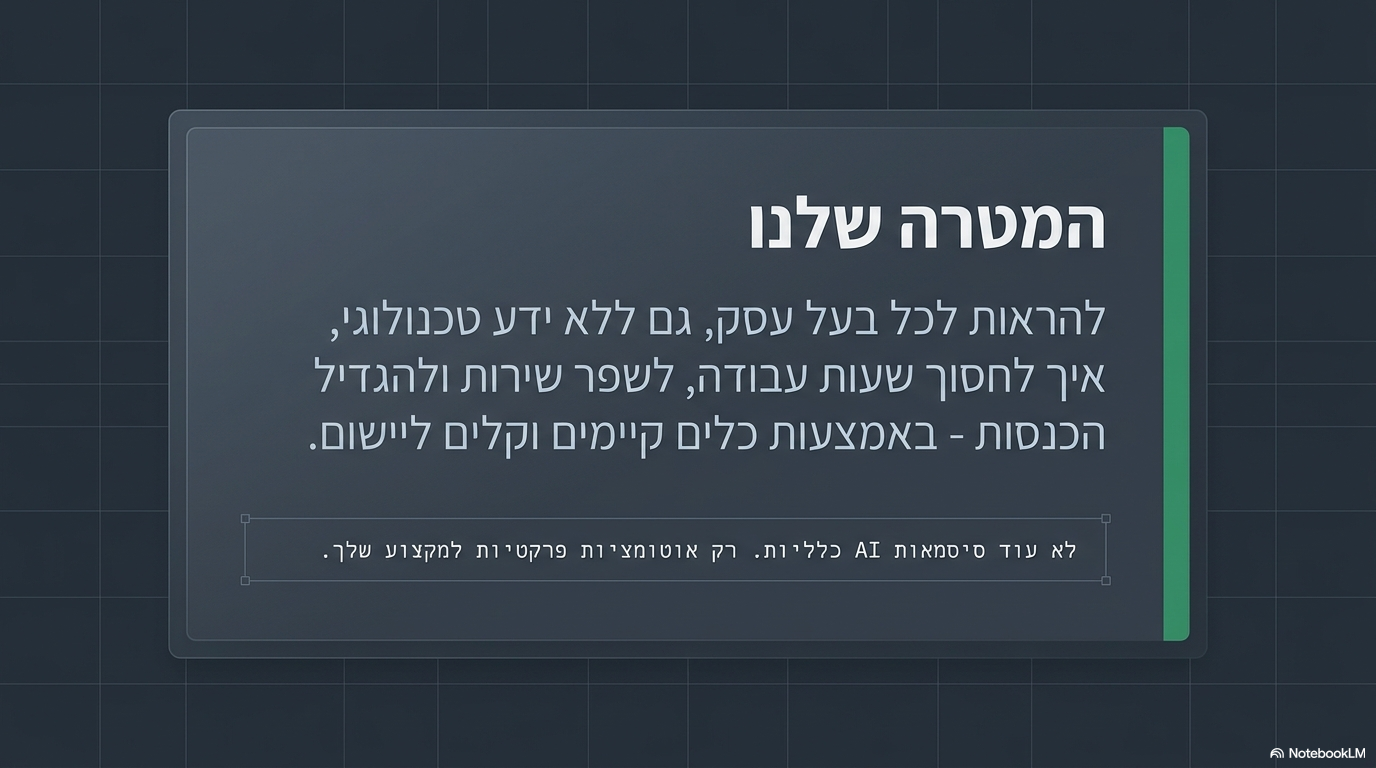 המטרה שלנו
להראות לכל בעל עסק, גם ללא ידע טכנולוגי,
איך לחסוך שעות עבודה, לשפר שירות ולהגדיל
הכנסות - באמצעות כלים קיימים וקלים ליישום.
לא עוד סיסמאות AI כלליות. רק אוטומציות פרקטיות למקצוע שלך.
NotebookLM